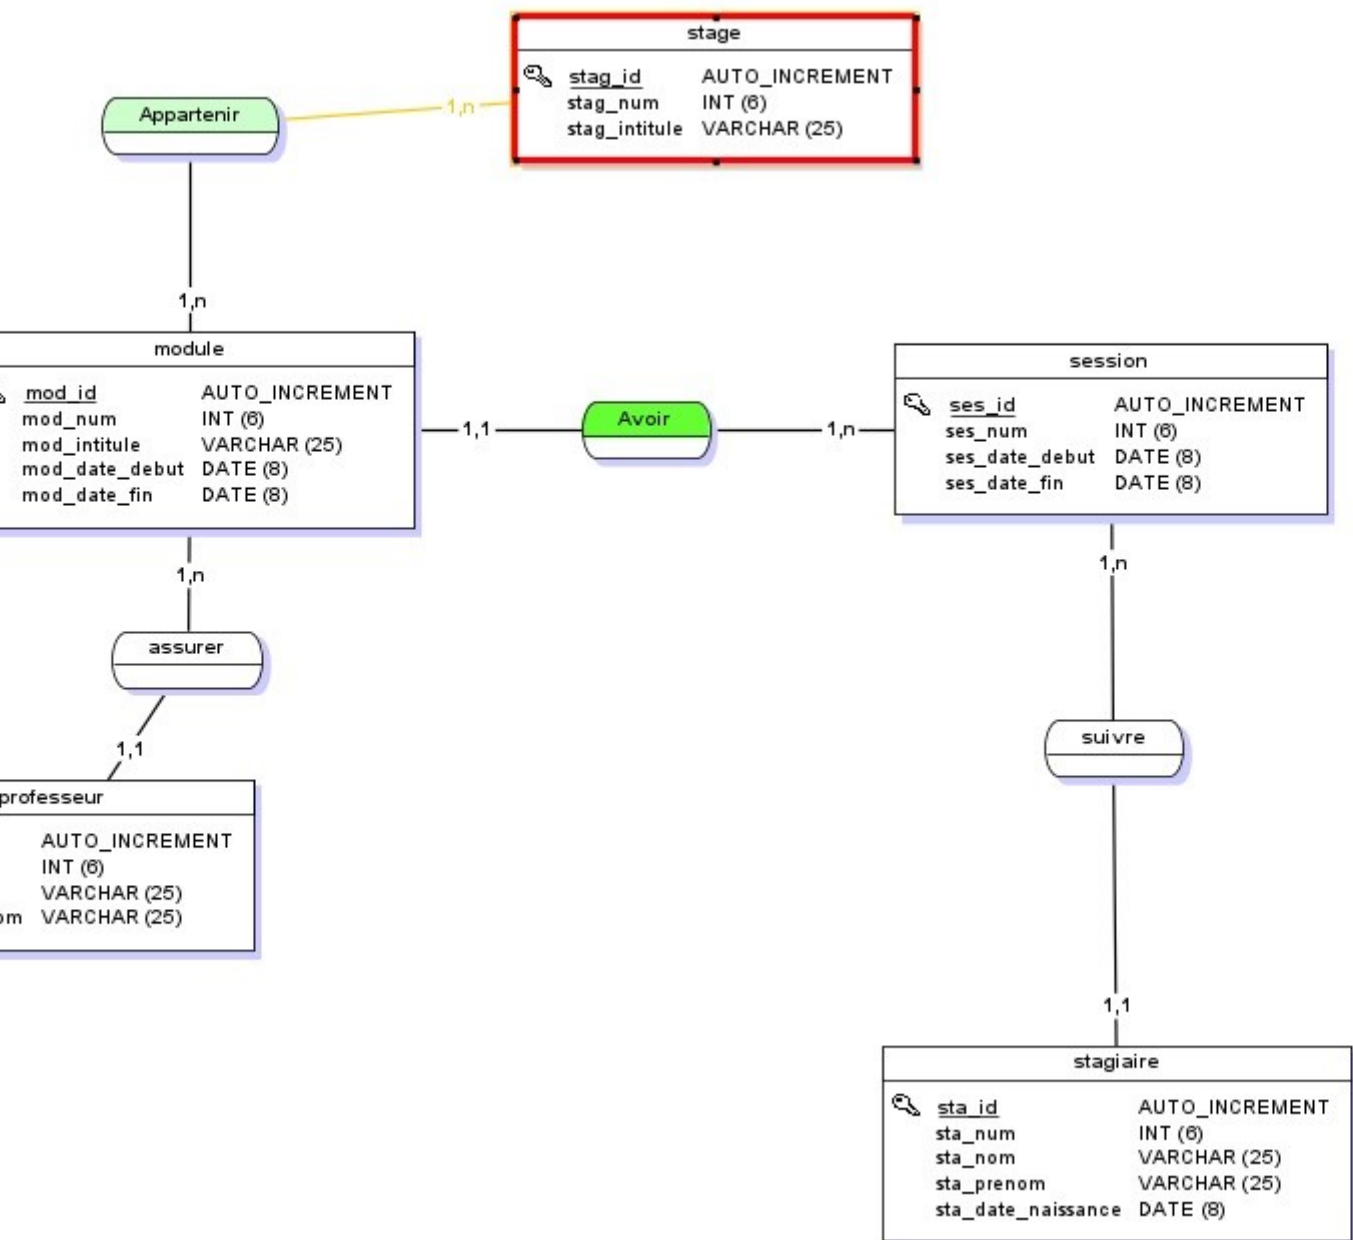 stage
stag_id AUTO_INCREMENT
stag_num INT (6)
stag_intitule VARCHAR (25)
Appartenir
1,n
1,n
module
mod_id AUTO_INCREMENT
mod_num INT (6)
mod_intitule VARCHAR (25)
mod_date_debut DATE (8)
mod_date_fin DATE (8)
1,1
Avoir
1,n
session
ses_id AUTO_INCREMENT
ses_num INT (6)
ses_date_debut DATE (8)
ses_date_fin DATE (8)
1,n
assurer
1,1
professeur
AUTO_INCREMENT
INT (6)
VARCHAR (25)
om VARCHAR (25)
1,n
suivre
1,1
stagiaire
sta_id AUTO_INCREMENT
sta_num INT (6)
sta_nom VARCHAR (25)
sta_prenom VARCHAR (25)
sta_date_naissance DATE (8)